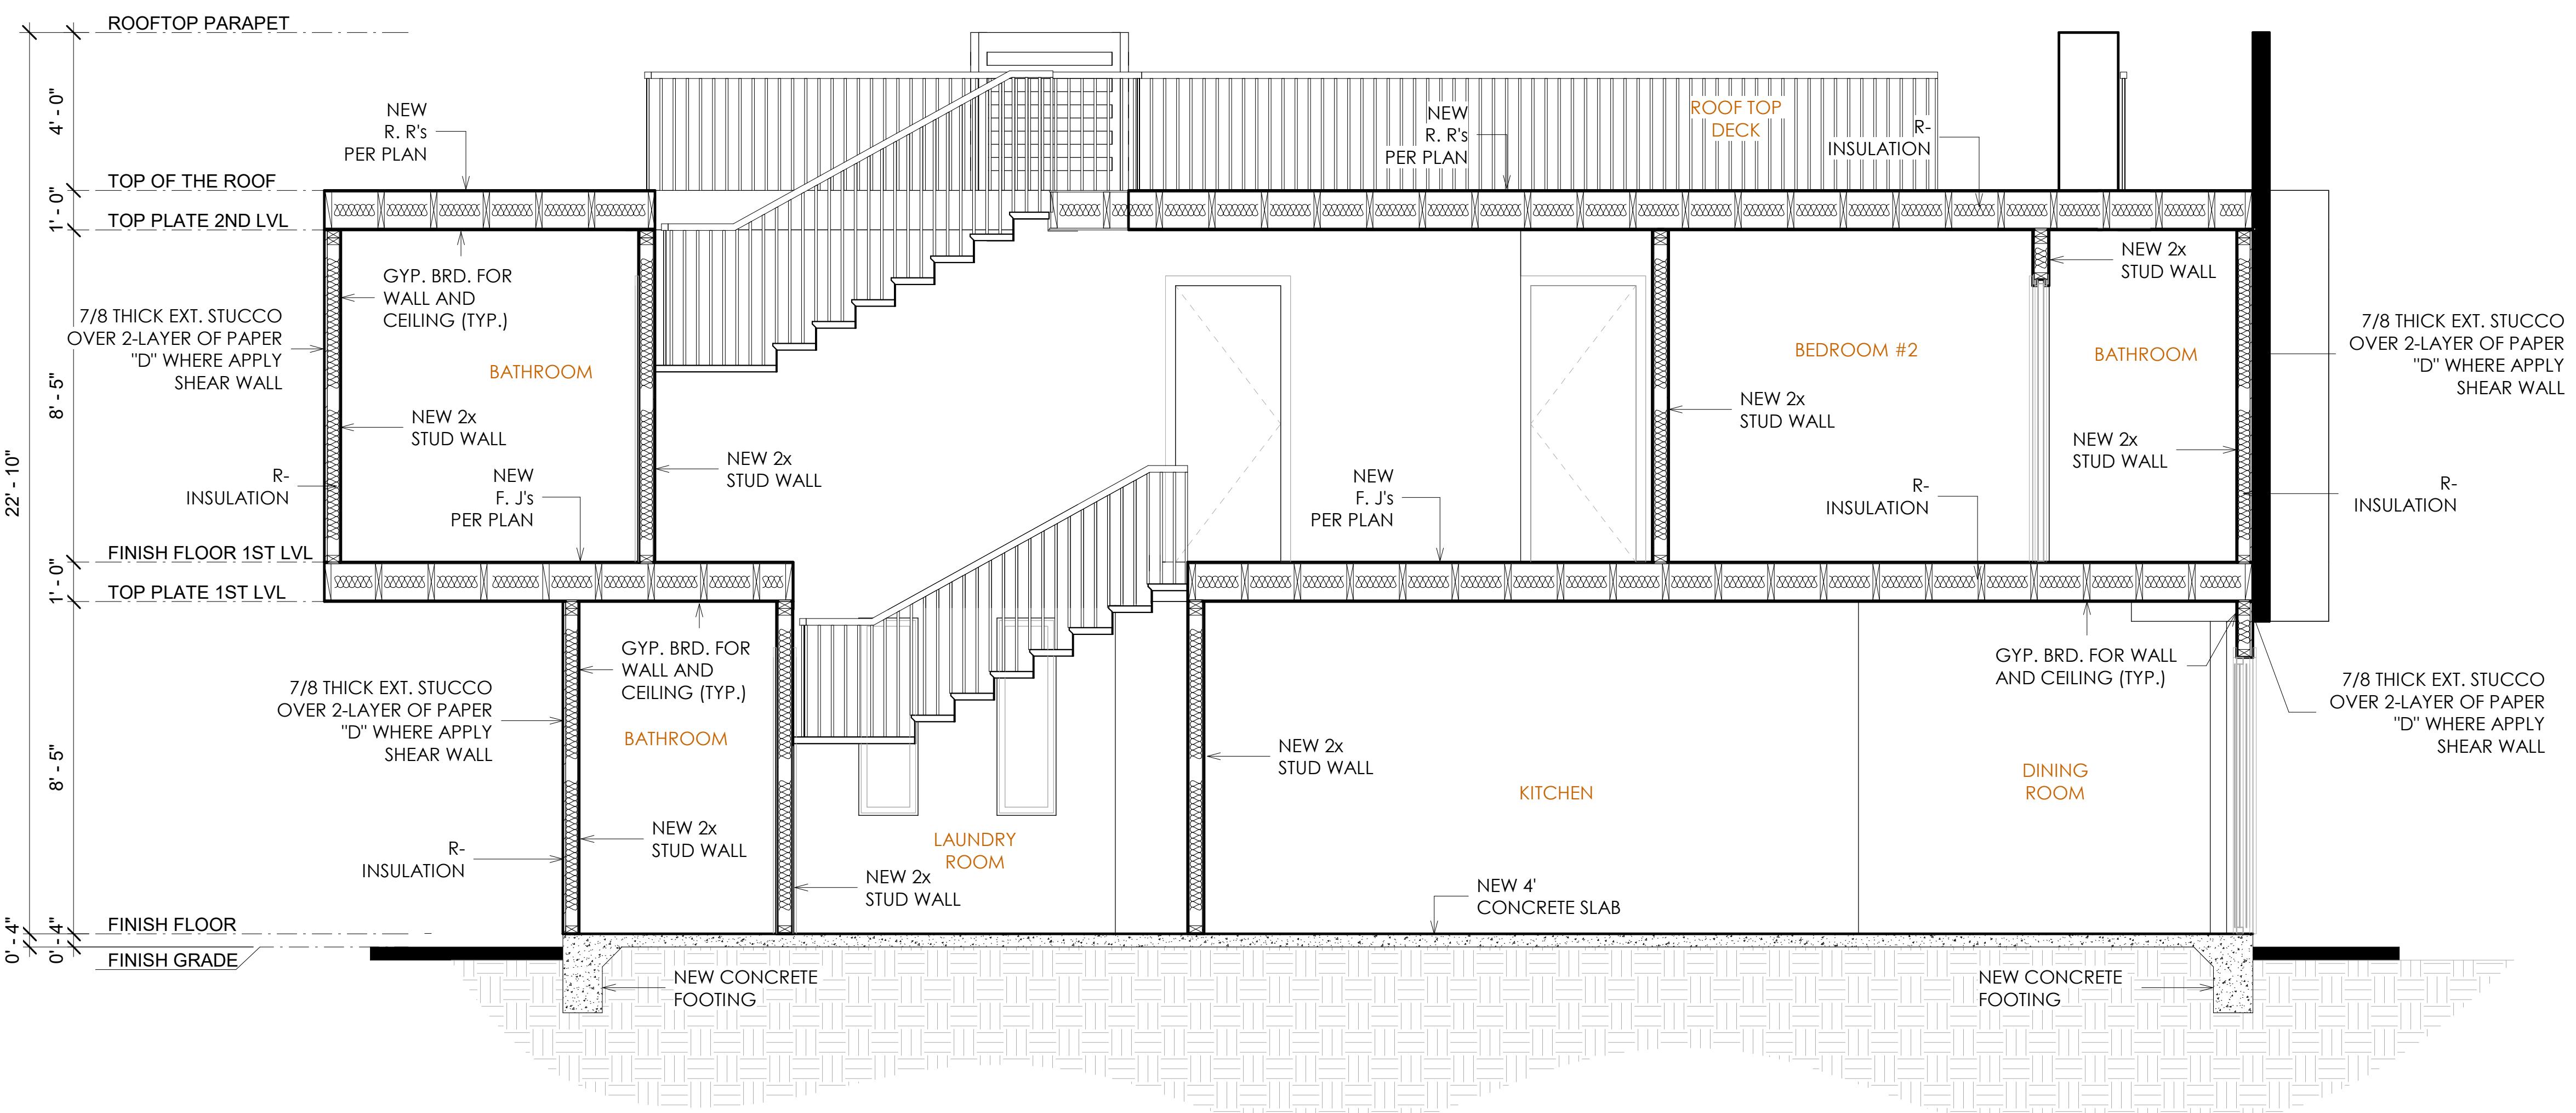 ROOFTOP PARAPET
4' - 0"
TOP OF THE ROOF
1' - 0"
TOP PLATE 2ND LVL
8' - 5"
22' - 10"
FINISH FLOOR 1ST LVL
1' - 0"
TOP PLATE 1ST LVL
8' - 5"
FINISH FLOOR
0' - 4"
0' - 4"
FINISH GRADE
NEW
R. R's
PER PLAN
NEW
R. R's
PER PLAN
ROOF TOP
DECK
R-
INSULATION
GYP. BRD. FOR
WALL AND
CEILING (TYP.)
7/8 THICK EXT. STUCCO
OVER 2-LAYER OF PAPER
"D" WHERE APPLY
SHEAR WALL
BATHROOM
NEW 2x
STUD WALL
R-
INSULATION
NEW
F. J's
PER PLAN
NEW 2x
STUD WALL
NEW
F. J's
PER PLAN
BEDROOM #2
NEW 2x
STUD WALL
R-
INSULATION
NEW 2x
STUD WALL
BATHROOM
NEW 2x
STUD WALL
7/8 THICK EXT. STUCCO
OVER 2-LAYER OF PAPER
"D" WHERE APPLY
SHEAR WALL
R-
INSULATION
GYP. BRD. FOR
WALL AND
CEILING (TYP.)
7/8 THICK EXT. STUCCO
OVER 2-LAYER OF PAPER
"D" WHERE APPLY
SHEAR WALL
BATHROOM
NEW 2x
STUD WALL
R-
INSULATION
LAUNDRY
ROOM
NEW 2x
STUD WALL
NEW 2x
STUD WALL
KITCHEN
NEW 4'
CONCRETE SLAB
DINING
ROOM
GYP. BRD. FOR WALL
AND CEILING (TYP.)
7/8 THICK EXT. STUCCO
OVER 2-LAYER OF PAPER
"D" WHERE APPLY
SHEAR WALL
NEW CONCRETE
FOOTING
NEW CONCRETE
FOOTING